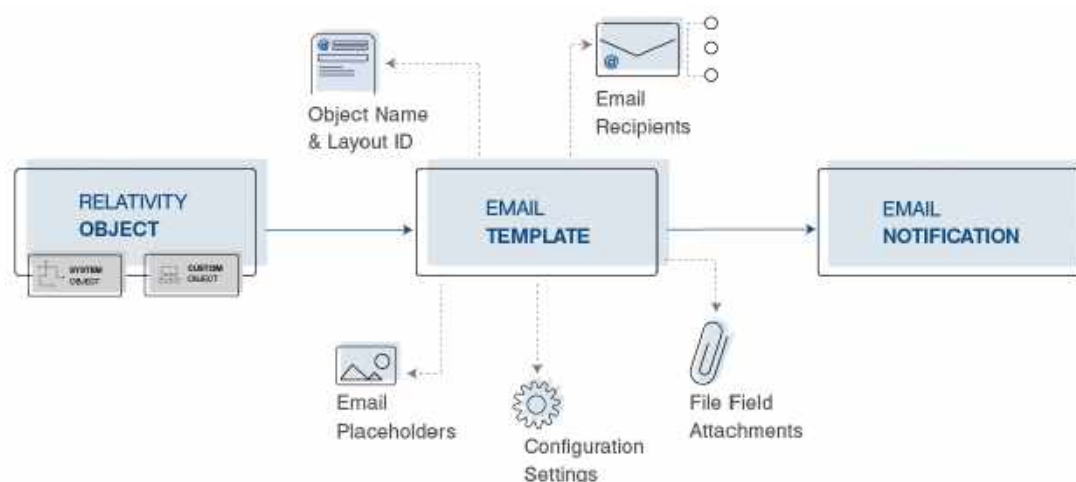 Object Name
& Layout ID
Email
Recipients
RELATIVITY
OBJECT
SYSTEM
OBJECT
CUSTOM
OBJECT
EMAIL
TEMPLATE
EMAIL
NOTIFICATION
Email
Placeholders
Configuration
Settings
File Field
Attachments